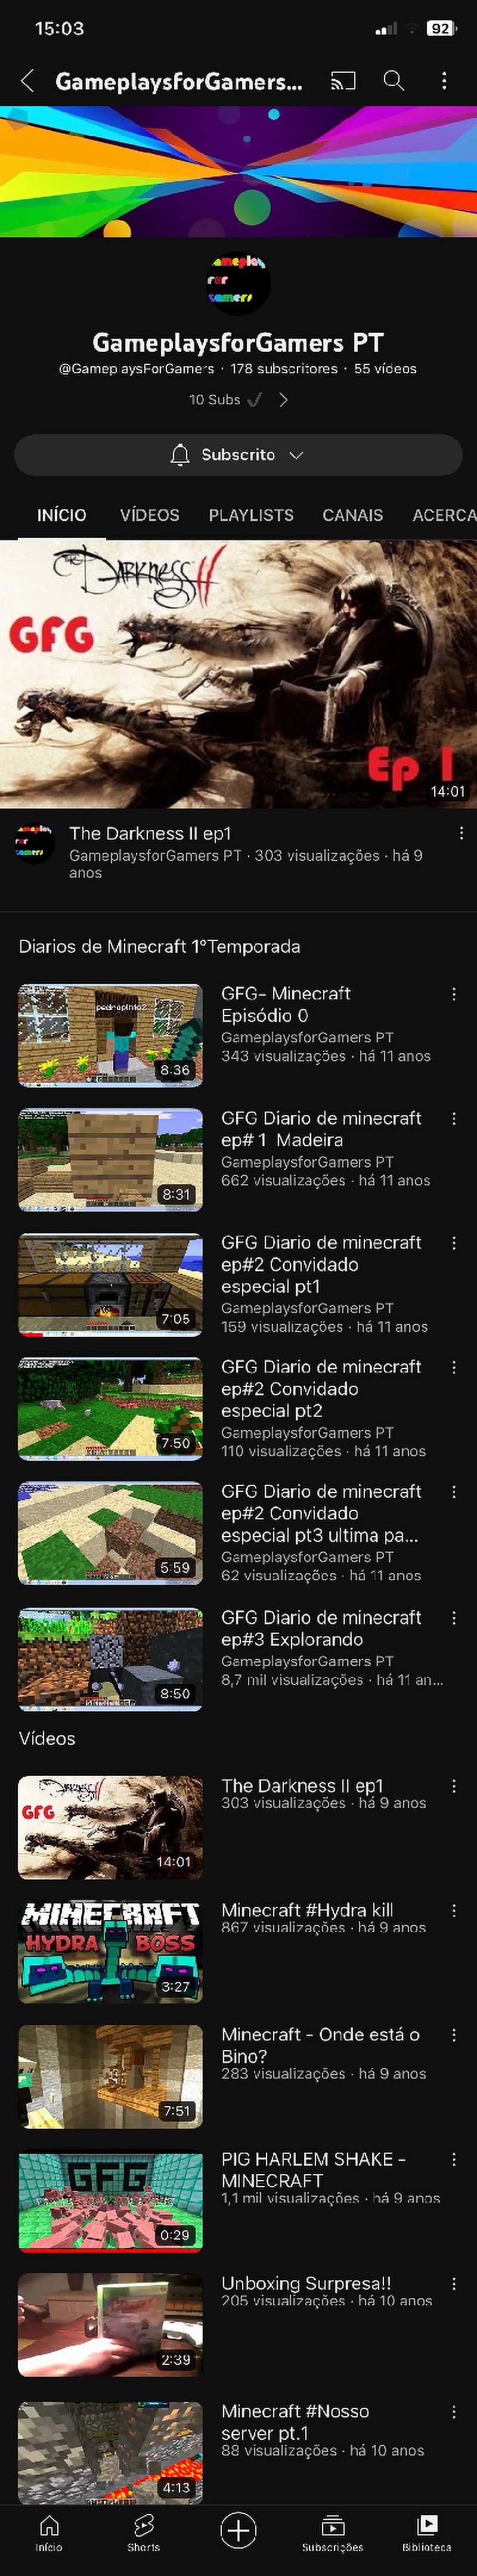 15:03
92
GameplaysforGamers...
GameplaysforGamers PT
@Gamep aysForGamers · 178 subscritores · 55 vídeos
10 Subs ✓ >
Subscrito
INÍCIO VÍDEOS PLAYLISTS CANAIS ACERCA
The Darkness II
GFG
Ep 1
14:01
The Darkness II ep1
GameplaysforGamers PT · 303 visualizações · há 9
anos
Diarios de Minecraft 1ºTemporada
8:36
GFG- Minecraft
Episódio 0
GameplaysforGamers PT
343 visualizações · há 11 anos
8:31
GFG Diario de minecraft
ep# 1 Madeira
GameplaysforGamers PT
662 visualizações · há 11 anos
7:05
GFG Diario de minecraft
ep#2 Convidado
especial pt1
GameplaysforGamers PT
159 visualizações · há 11 anos
7:50
GFG Diario de minecraft
ep#2 Convidado
especial pt2
GameplaysforGamers PT
110 visualizações · há 11 anos
5:59
GFG Diario de minecraft
ep#2 Convidado
especial pt3 ultima pa...
GameplaysforGamers PT
62 visualizações · há 11 anos
8:50
GFG Diario de minecraft
ep#3 Explorando
GameplaysforGamers PT
8,7 mil visualizações · há 11 an...
Vídeos
GFG
14:01
The Darkness II ep1
303 visualizações · há 9 anos
MINECRAFT
HYDRA BOSS
3:27
Minecraft #Hydra kill
867 visualizações · há 9 anos
7:51
Minecraft - Onde está o
Bino?
283 visualizações · há 9 anos
GFG
0:29
PIG HARLEM SHAKE -
MINECRAFT
1,1 mil visualizações · há 9 anos
2:39
Unboxing Surpresa!!
205 visualizações · há 10 anos
4:13
Minecraft #Nosso
server pt.1
88 visualizações · há 10 anos
Início Shorts Subscrições Biblioteca